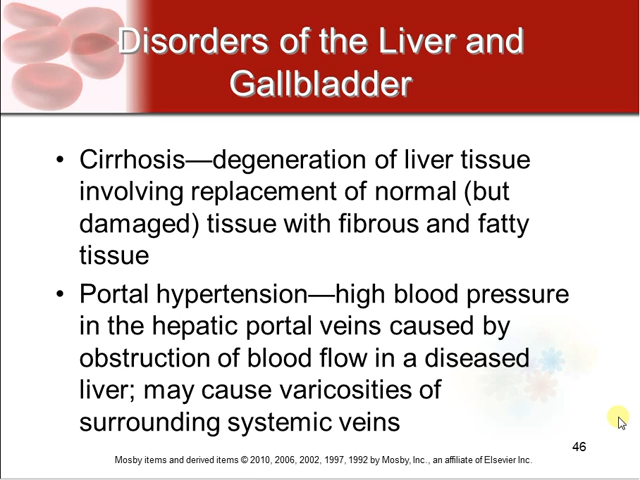 Disorders of the Liver and
Gallbladder
• Cirrhosis—degeneration of liver tissue
involving replacement of normal (but
damaged) tissue with fibrous and fatty
tissue
• Portal hypertension—high blood pressure
in the hepatic portal veins caused by
obstruction of blood flow in a diseased
liver; may cause varicosities of
surrounding systemic veins
46
Mosby items and derived items © 2010, 2006, 2002, 1997, 1992 by Mosby, Inc., an affiliate of Elsevier Inc.